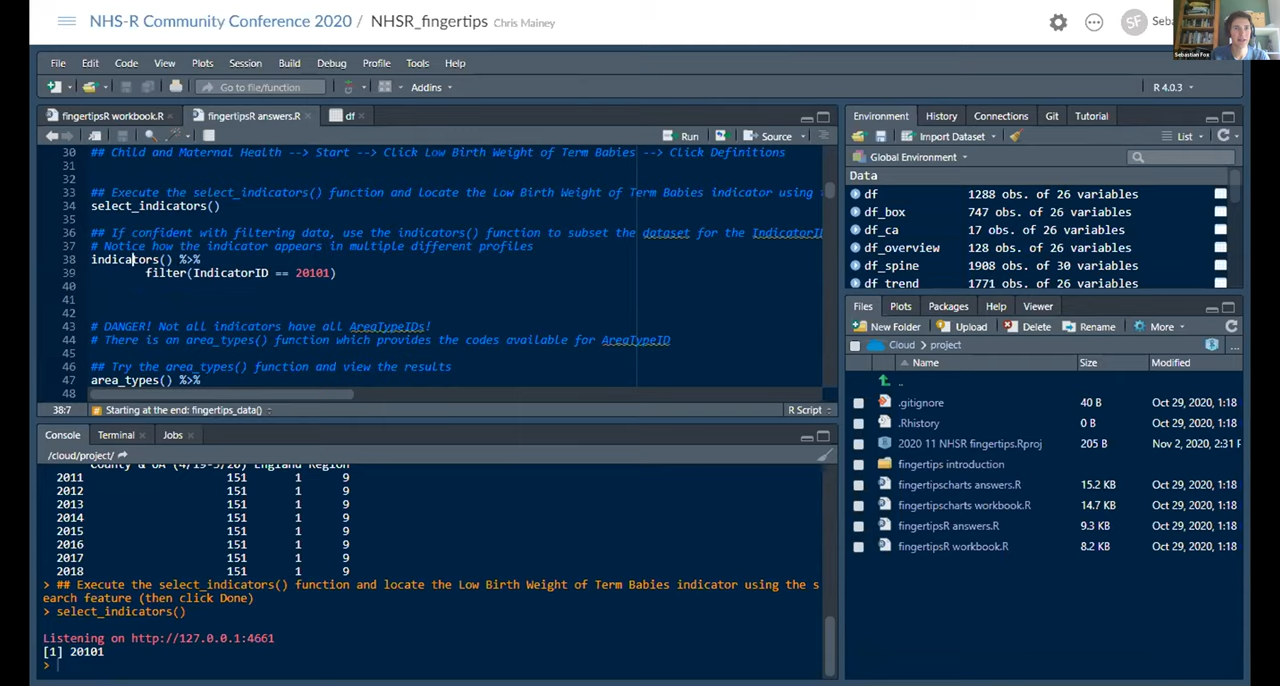 NHS-R Community Conference 2020 / NHSR_fingertips Chris Mainey
SF Seba
Sebastian Fox
File Edit Code View Plots Session Build Debug Profile Tools Help
Go to file/function Addins R 4.0.3
fingertipsR workbook.R fingertipsR answers.R df
Run Source
30 ## Child and Maternal Health --> Start --> Click Low Birth Weight of Term Babies --> Click Definitions
31
32
33 ## Execute the select_indicators() function and locate the Low Birth Weight of Term Babies indicator using
34 select_indicators()
35
36 ## If confident with filtering data, use the indicators() function to subset the dataset for the IndicatorID
37 # Notice how the indicator appears in multiple different profiles
38 indicators() %>%
39 filter(IndicatorID == 20101)
40
41
42
43 # DANGER! Not all indicators have all AreaTypeIDs!
44 # There is an area_types() function which provides the codes available for AreaTypeID
45
46 ## Try the area_types() function and view the results
47 area_types() %>%
48
38:7 Starting at the end: fingertips_data() R Script
Console Terminal Jobs
/cloud/project/
County & UA (4/19-3/20) England Region
2011 151 1 9
2012 151 1 9
2013 151 1 9
2014 151 1 9
2015 151 1 9
2016 151 1 9
2017 151 1 9
2018 151 1 9
> ## Execute the select_indicators() function and locate the Low Birth Weight of Term Babies indicator using the s
earch feature (then click Done)
> select_indicators()
Listening on http://127.0.0.1:4661
[1] 20101
>
Environment History Connections Git Tutorial
Import Dataset List
Global Environment
Data
df 1288 obs. of 26 variables
df_box 747 obs. of 26 variables
df_ca 17 obs. of 26 variables
df_overview 128 obs. of 26 variables
df_spine 1908 obs. of 30 variables
df_trend 1771 obs. of 26 variables
Files Plots Packages Help Viewer
New Folder Upload Delete Rename More
Cloud project
Name Size Modified
..
.gitignore 40 B Oct 29, 2020, 1:18
.Rhistory 0 B Oct 29, 2020, 1:18
2020 11 NHSR fingertips.Rproj 205 B Nov 2, 2020, 2:31 P
fingertips introduction
fingertipscharts answers.R 15.2 KB Oct 29, 2020, 1:18
fingertipscharts workbook.R 14.7 KB Oct 29, 2020, 1:18
fingertipsR answers.R 9.3 KB Oct 29, 2020, 1:18
fingertipsR workbook.R 8.2 KB Oct 29, 2020, 1:18